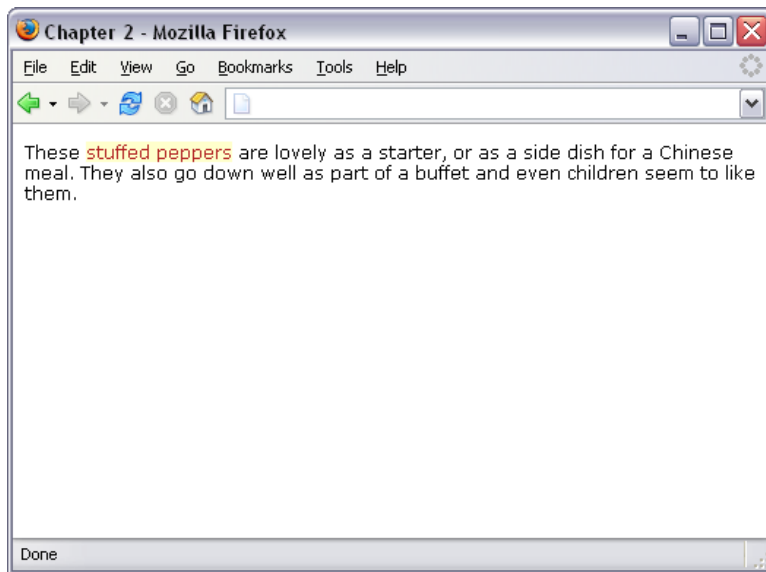 Chapter 2 - Mozilla Firefox
File Edit View Go Bookmarks Tools Help
These stuffed peppers are lovely as a starter, or as a side dish for a Chinese
meal. They also go down well as part of a buffet and even children seem to like
them.
Done